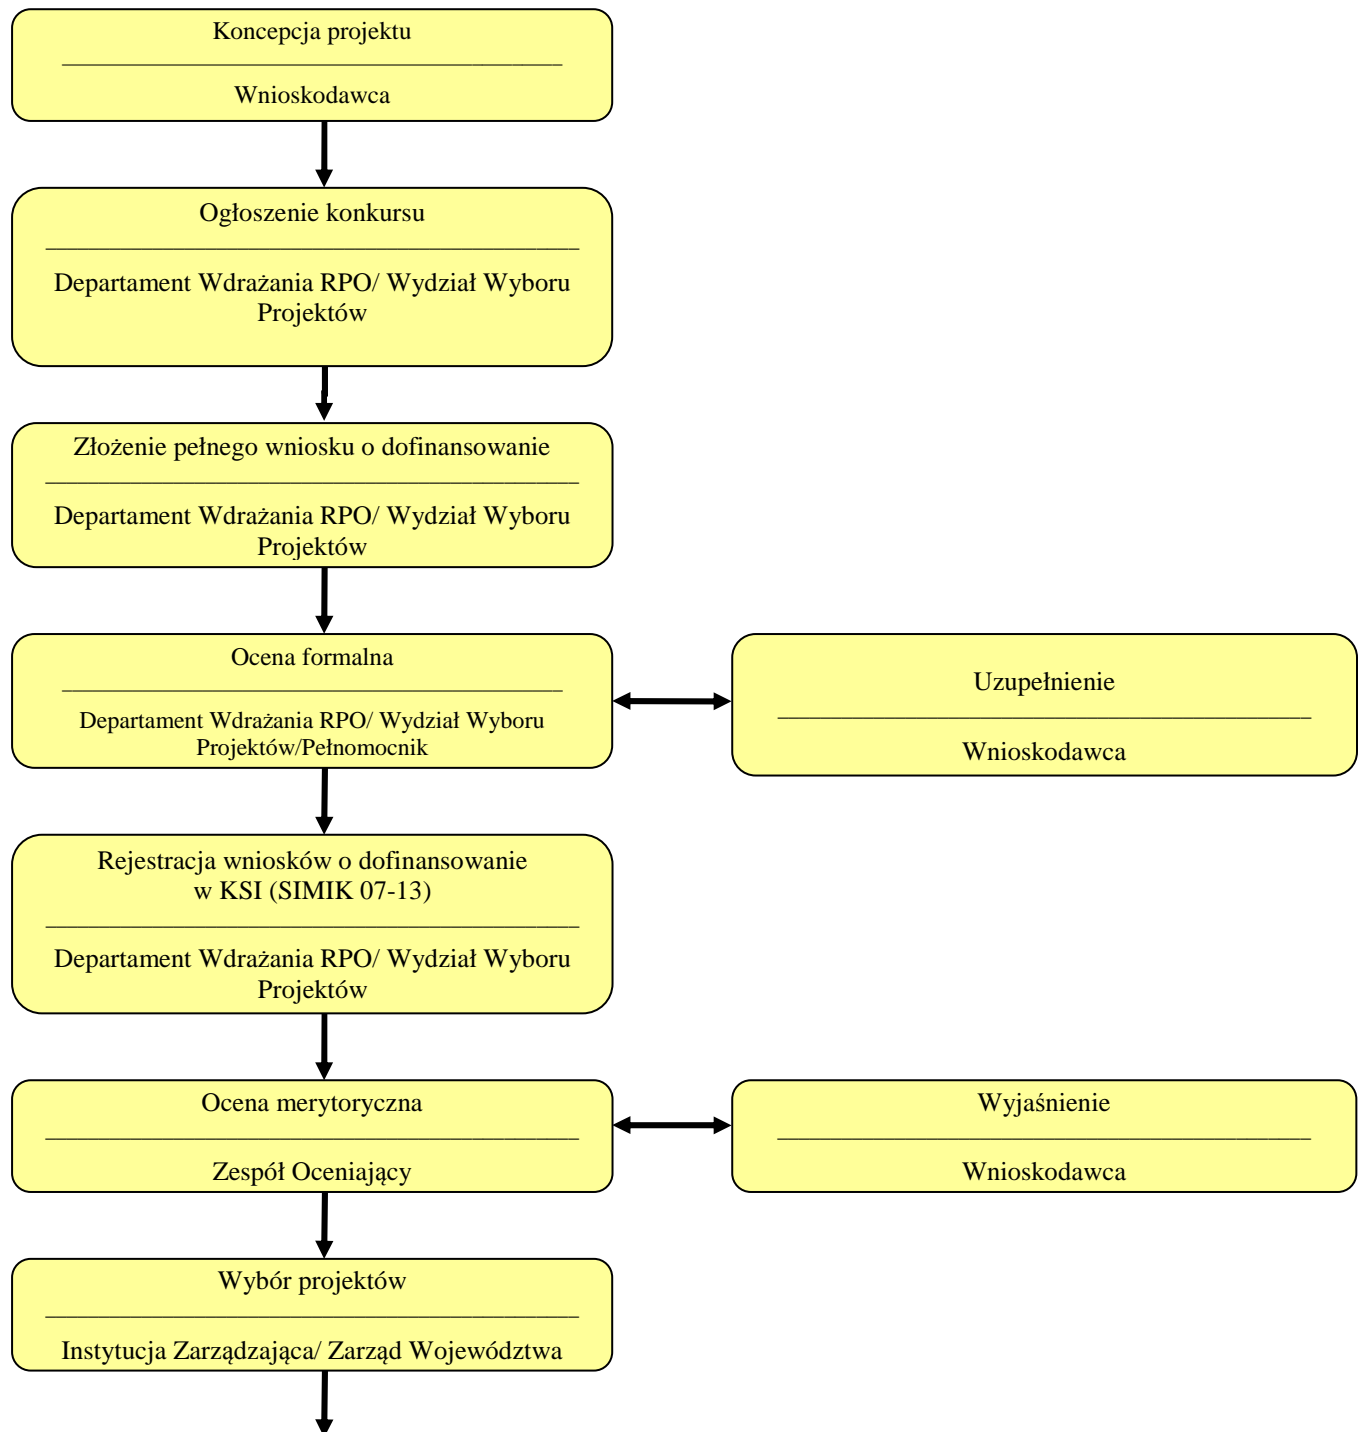 Koncepcja projektu
Wnioskodawca
Ogłoszenie konkursu
Departament Wdrażania RPO/ Wydział Wyboru
Projektów
Złożenie pełnego wniosku o dofinansowanie
Departament Wdrażania RPO/ Wydział Wyboru
Projektów
Ocena formalna
Departament Wdrażania RPO/ Wydział Wyboru
Projektów/Pełnomocnik
Uzupełnienie
Wnioskodawca
Rejestracja wniosków o dofinansowanie
w KSI (SIMIK 07-13)
Departament Wdrażania RPO/ Wydział Wyboru
Projektów
Ocena merytoryczna
Zespół Oceniający
Wyjaśnienie
Wnioskodawca
Wybór projektów
Instytucja Zarządzająca/ Zarząd Województwa